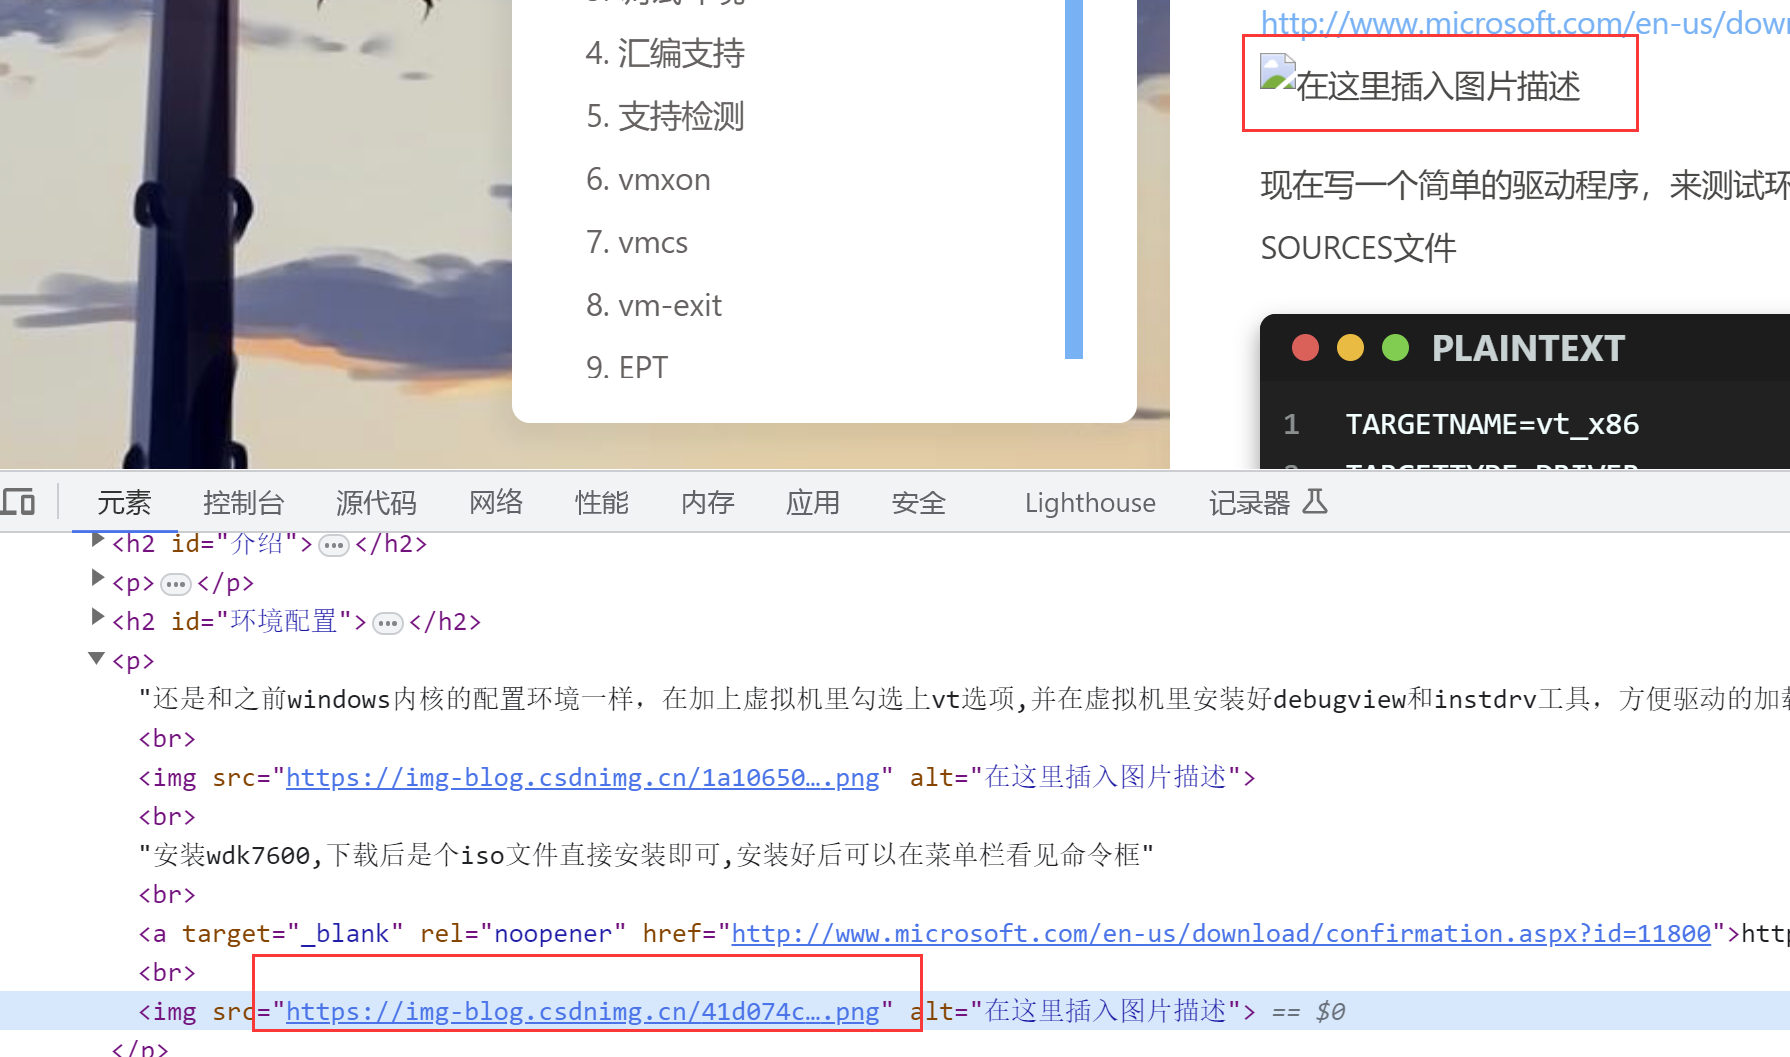 4. 汇编支持
5. 支持检测
6. vmxon
7. vmcs
8. vm-exit
9. EPT
http://www.microsoft.com/en-us/dow
在这里插入图片描述
现在写一个简单的驱动程序，来测试环
SOURCES文件
PLAINTEXT
1 TARGETNAME=vt_x86
元素 控制台 源代码 网络 性能 内存 应用 安全 Lighthouse 记录器
<h2 id="介绍">…</h2>
<p>…</p>
<h2 id="环境配置">…</h2>
<p>
"还是和之前windows内核的配置环境一样，在加上虚拟机里勾选上vt选项,并在虚拟机里安装好debugview和instdrv工具，方便驱动的加
<br>
<img src="https://img-blog.csdnimg.cn/1a10650….png" alt="在这里插入图片描述">
<br>
"安装wdk7600,下载后是个iso文件直接安装即可,安装好后可以在菜单栏看见命令框"
<br>
<a target="_blank" rel="noopener" href="http://www.microsoft.com/en-us/download/confirmation.aspx?id=11800">http
<br>
<img src="https://img-blog.csdnimg.cn/41d074c….png" alt="在这里插入图片描述"> == $0
</p>